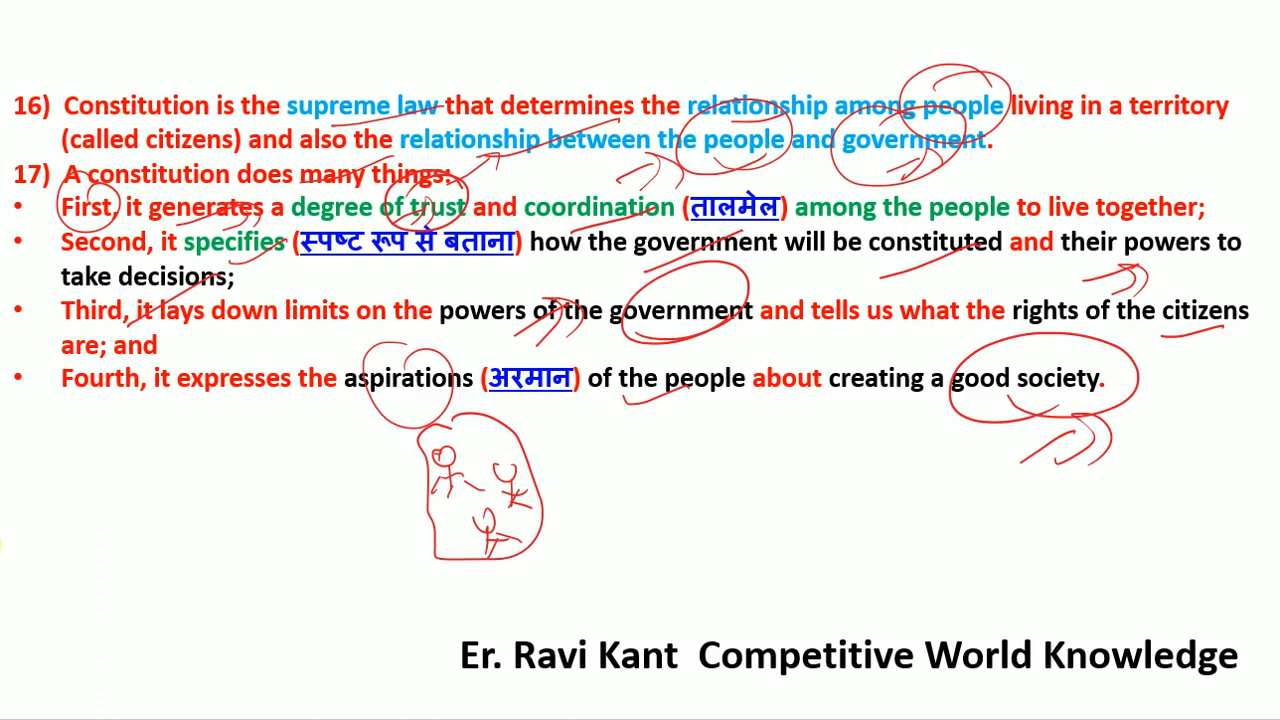 16) Constitution is the supreme law that determines the relationship among people living in a territory
(called citizens) and also the relationship between the people and government.
17) A constitution does many things:
• First, it generates a degree of trust and coordination (तालमेल) among the people to live together;
• Second, it specifies (स्पष्ट रूप से बताना) how the government will be constituted and their powers to
take decisions;
• Third, it lays down limits on the powers of the government and tells us what the rights of the citizens
are; and
• Fourth, it expresses the aspirations (अरमान) of the people about creating a good society.
Er. Ravi Kant Competitive World Knowledge